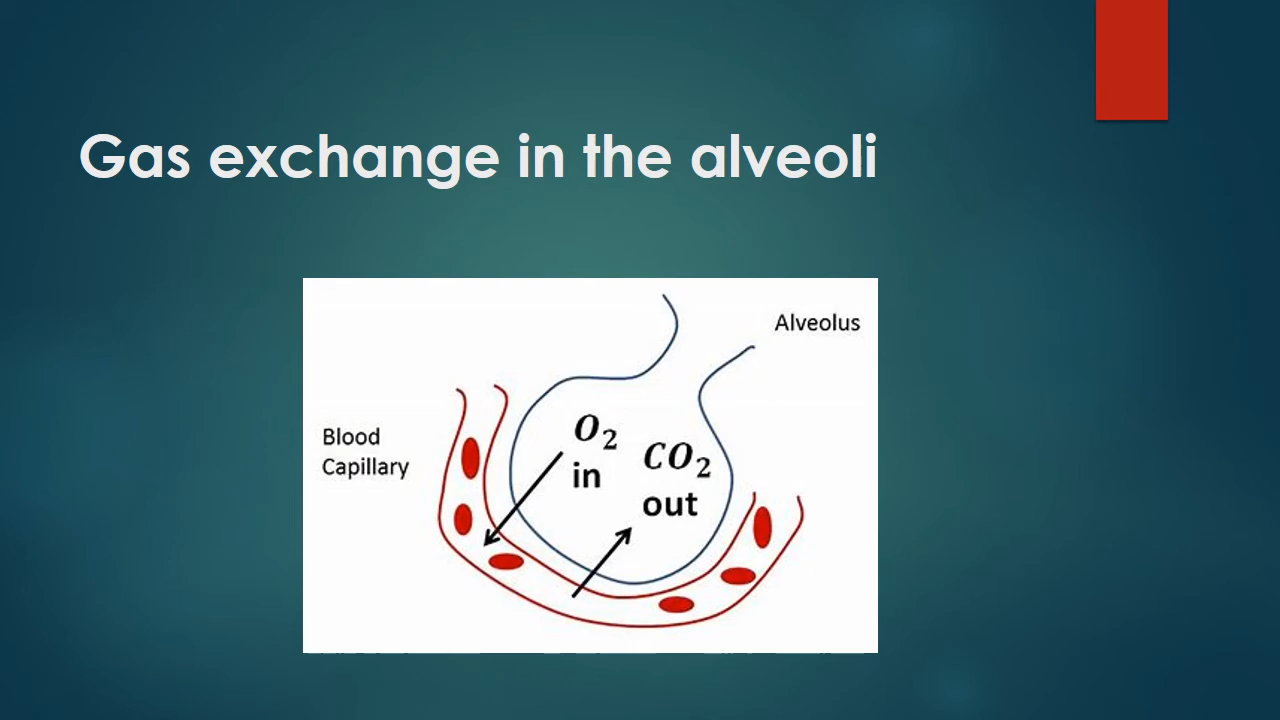 Gas exchange in the alveoli
Alveolus
Blood
Capillary
O₂
in
CO₂
out